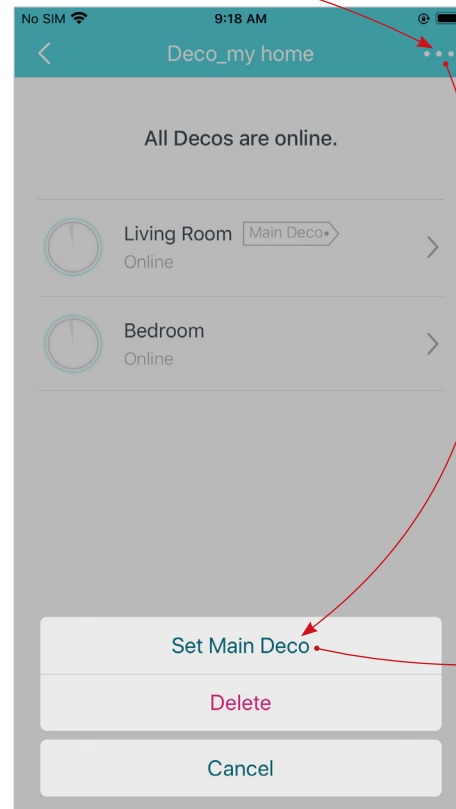 No SIM 9:18 AM
Deco_my home
All Decos are online.
Living Room Main Deco
Online
Bedroom
Online
Set Main Deco
Delete
Cancel